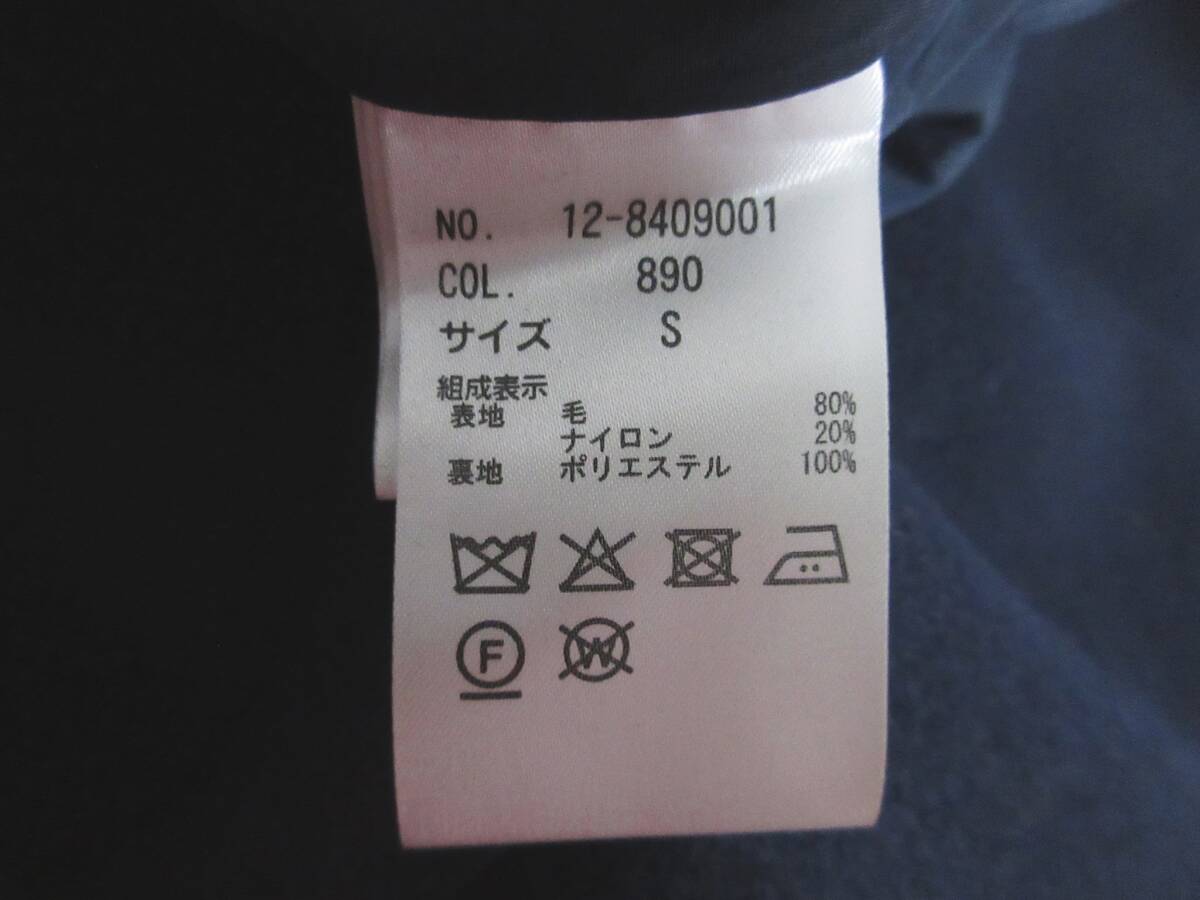 NO. 12-8409001
COL. 890
サイズ S
組成表示
表地 毛 80%
ナイロン 20%
裏地 ポリエステル 100%
F W